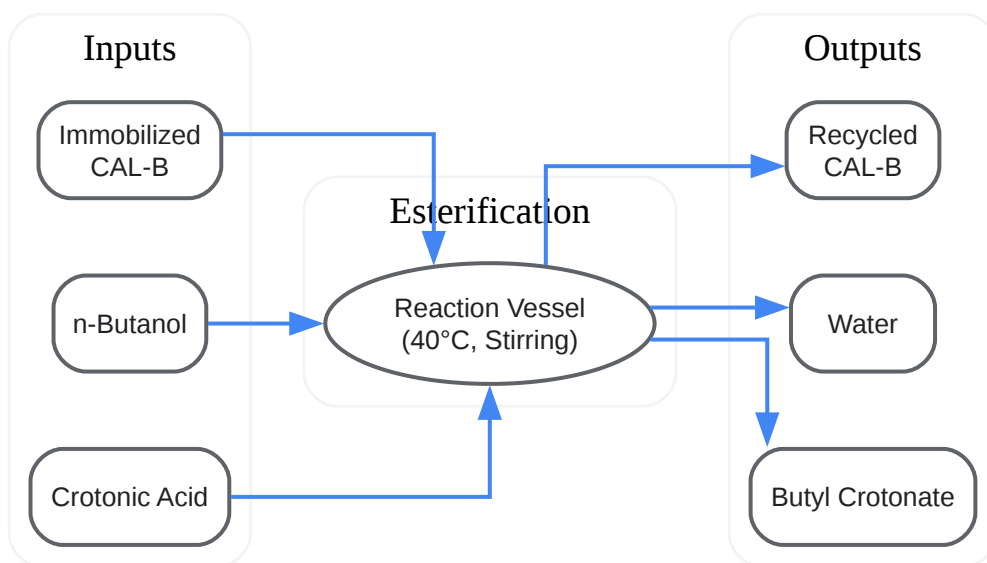 Inputs
Immobilized
CAL-B
n-Butanol
Crotonic Acid
Esterification
Reaction Vessel
(40°C, Stirring)
Outputs
Recycled
CAL-B
Water
Butyl Crotonate